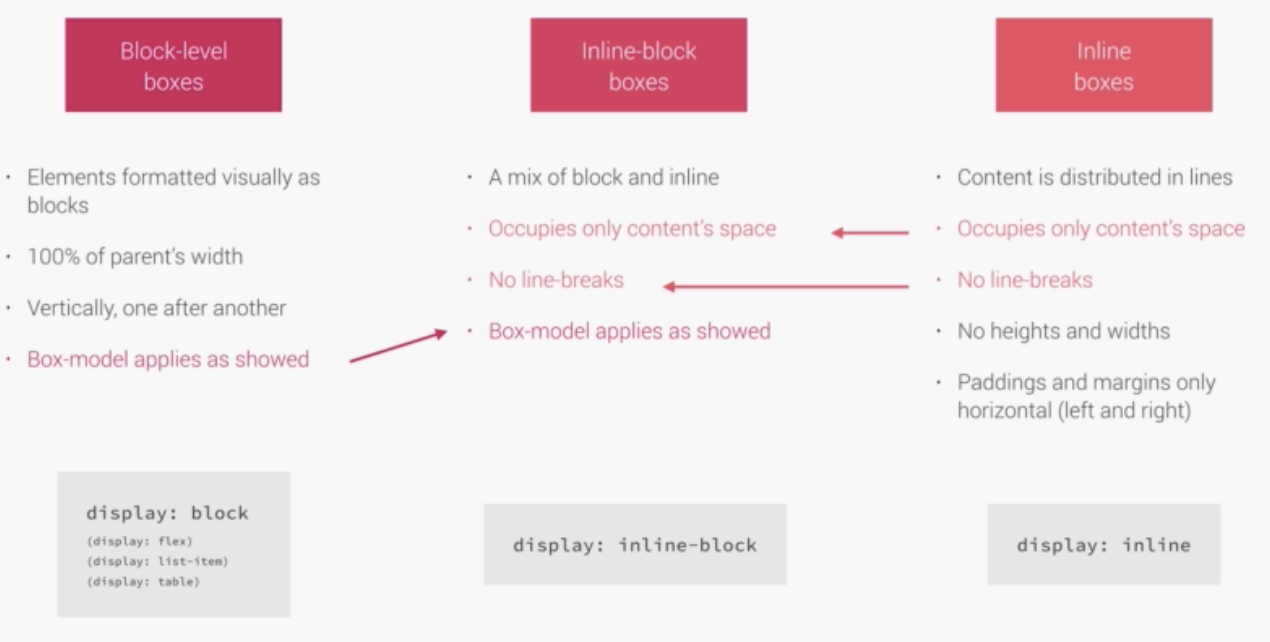 Block-level
boxes
Inline-block
boxes
Inline
boxes
· Elements formatted visually as
blocks
· 100% of parent's width
· Vertically, one after another
· Box-model applies as showed
· A mix of block and inline
· Occupies only content's space
· No line-breaks
· Box-model applies as showed
· Content is distributed in lines
· Occupies only content's space
· No line-breaks
· No heights and widths
· Paddings and margins only
horizontal (left and right)
display: block
(display: flex)
(display: list-item)
(display: table)
display: inline-block
display: inline